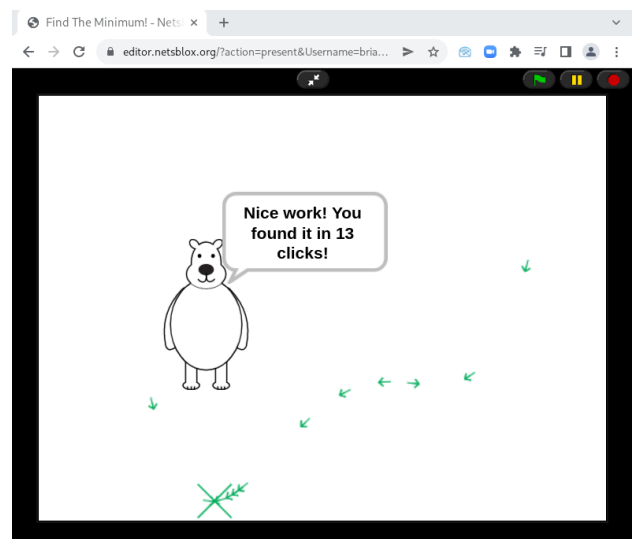 Find The Minimum! - Nets
editor.netsblox.org/?action=present&Username=bria...
Nice work! You
found it in 13
clicks!